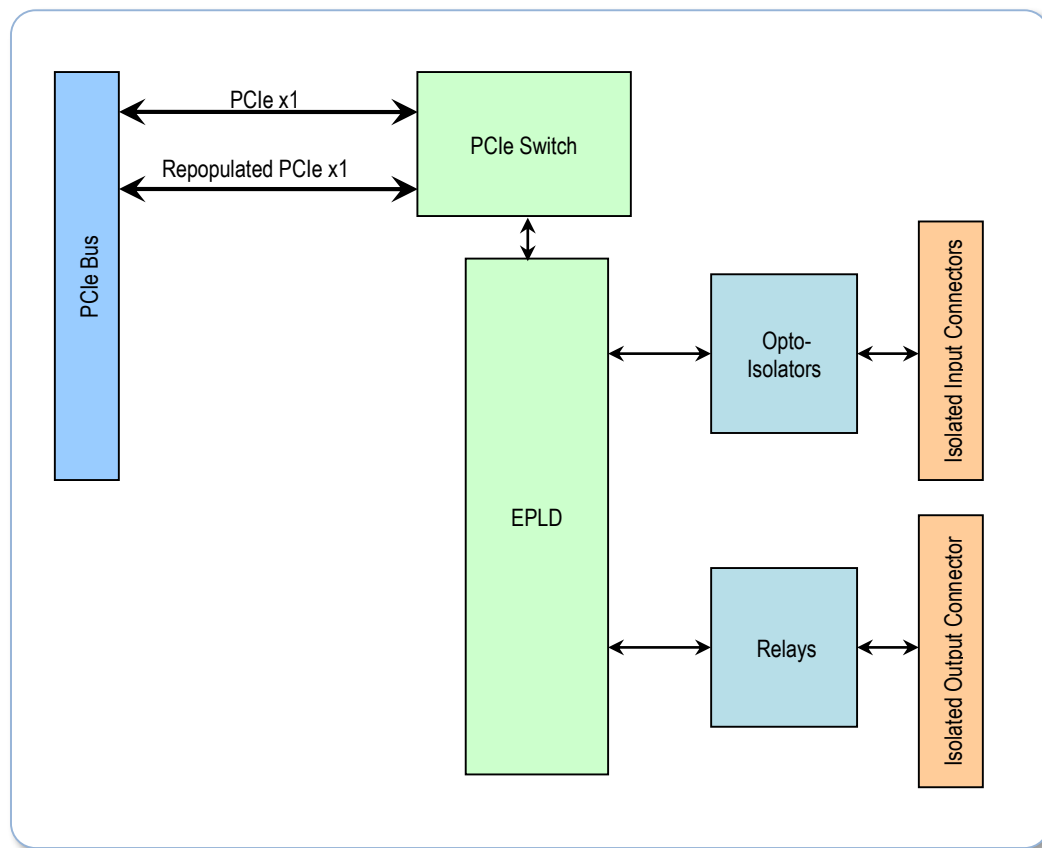 PCIe x1
PCIe Switch
Repopulated PCIe x1
PCIe Bus
Opto-
Isolators
Isolated Input Connectors
EPLD
Relays
Isolated Output Connector